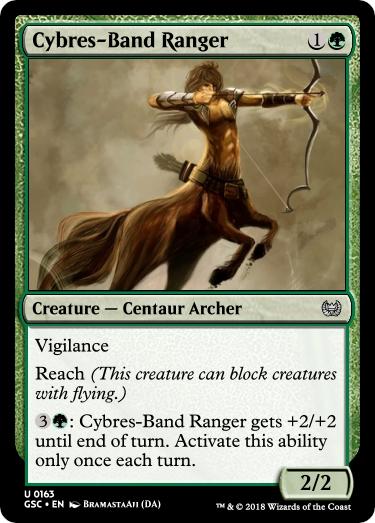 Cybres-Band Ranger 1
Creature — Centaur Archer
Vigilance
Reach (This creature can block creatures
with flying.)
3: Cybres-Band Ranger gets +2/+2
until end of turn. Activate this ability
only once each turn.
2/2
U 0163
GSC • EN BramastaAji (DA)
™ & © 2018 Wizards of the Coast